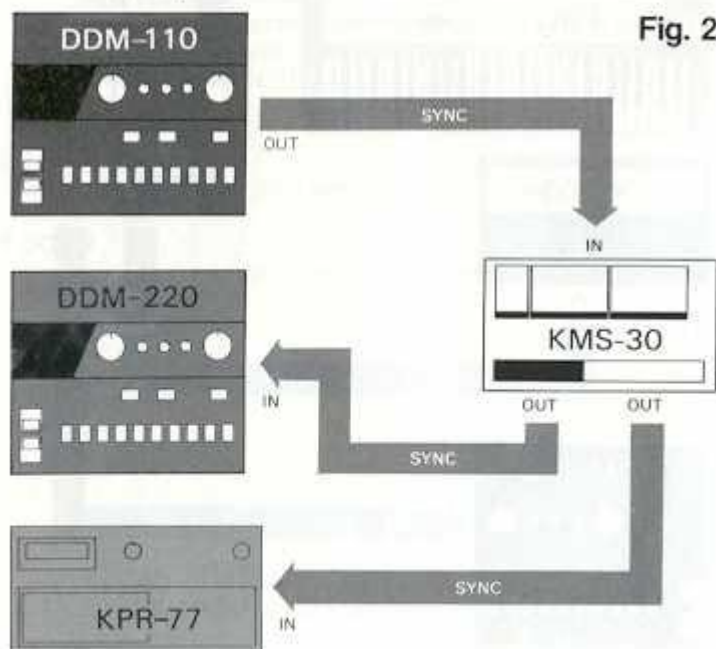 Fig. 2
DDM-110
SYNC
OUT
IN
KMS-30
OUT
OUT
DDM-220
IN
SYNC
KPR-77
IN
SYNC